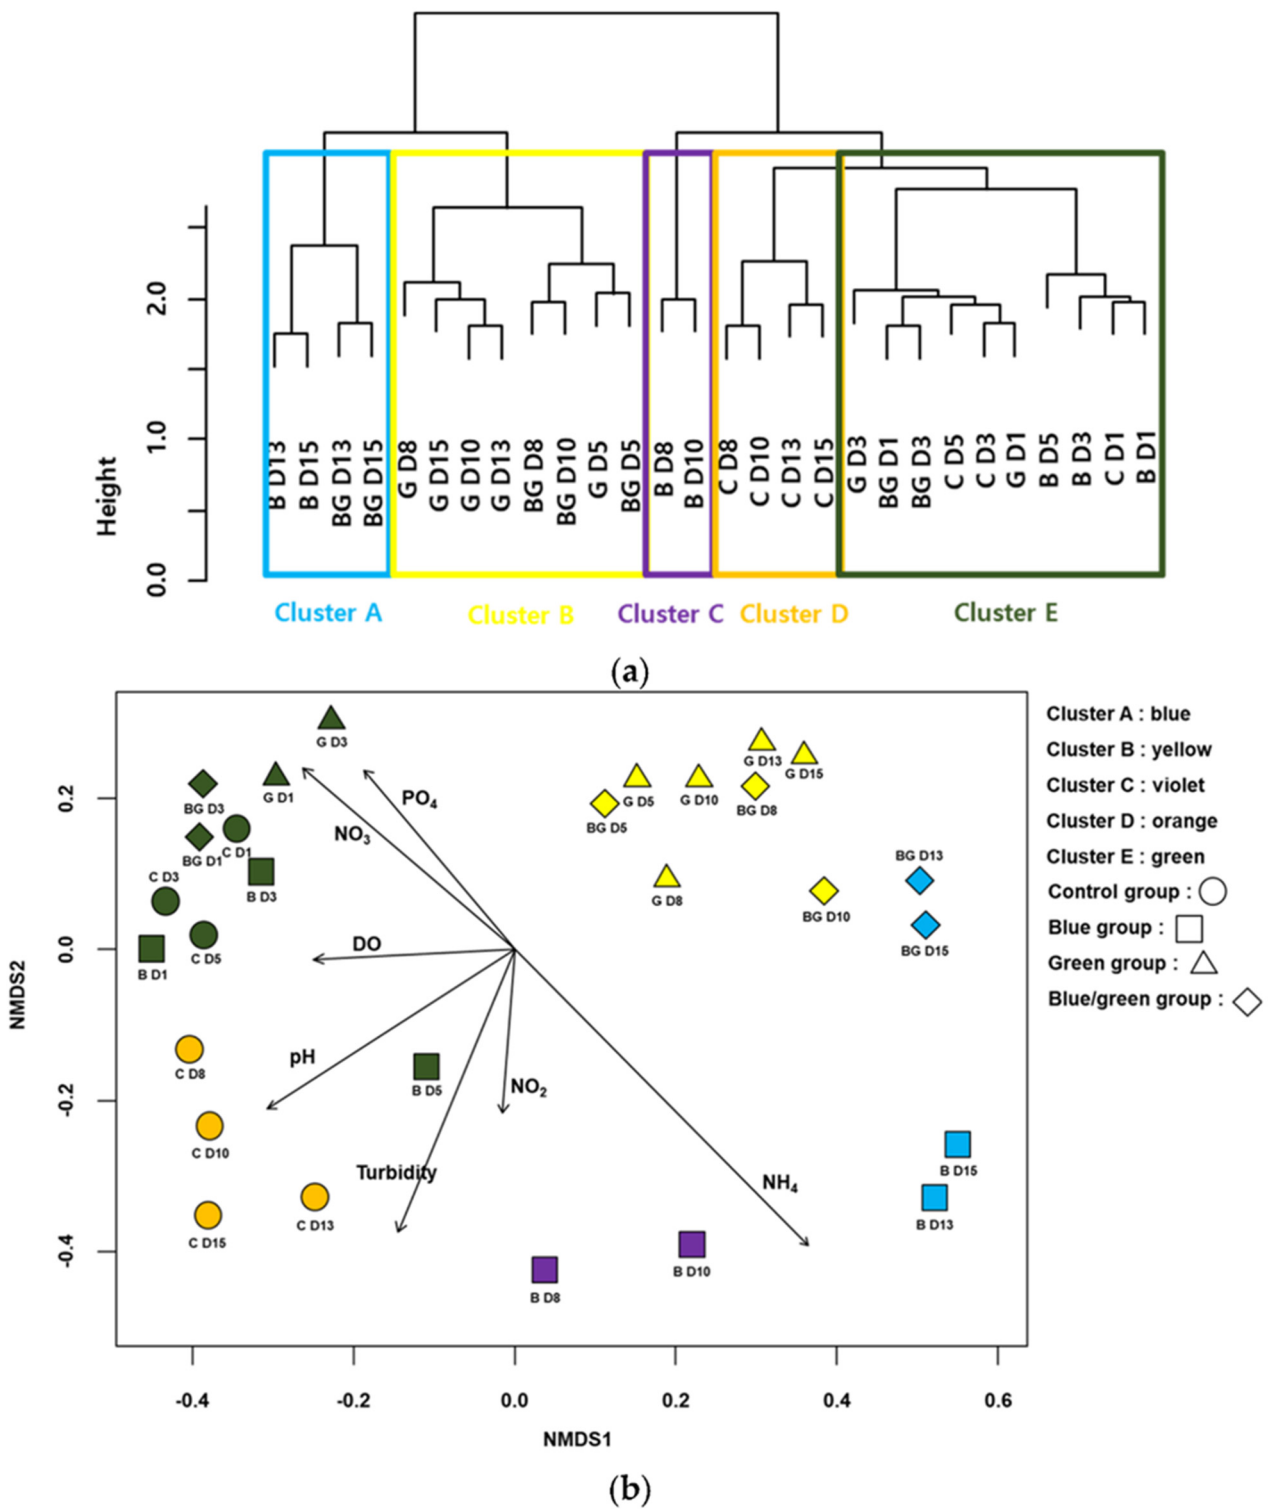 Height
0.0
1.0
2.0
B D13
B D15
BG D13
BG D15
G D8
G D15
G D10
G D13
BG D8
BG D10
G D5
BG D5
B D8
B D10
C D8
C D10
C D13
C D15
G D3
BG D1
BG D3
C D5
C D3
G D1
B D5
B D3
C D1
B D1
Cluster A
Cluster B
Cluster C
Cluster D
Cluster E
(a)
NMDS2
0.2
0.0
-0.2
-0.4
G D3
G D1
BG D3
BG D1
C D1
C D3
B D3
C D5
B D1
PO4
NO3
DO
pH
NO2
Turbidity
NH4
G D13
G D15
G D5
G D10
BG D8
BG D5
G D8
BG D10
BG D13
BG D15
C D8
B D5
C D10
C D13
C D15
B D15
B D13
B D10
B D8
-0.4
-0.2
0.0
0.2
0.4
0.6
NMDS1
Cluster A : blue
Cluster B : yellow
Cluster C : violet
Cluster D : orange
Cluster E : green
Control group :
Blue group :
Green group :
Blue/green group :
(b)